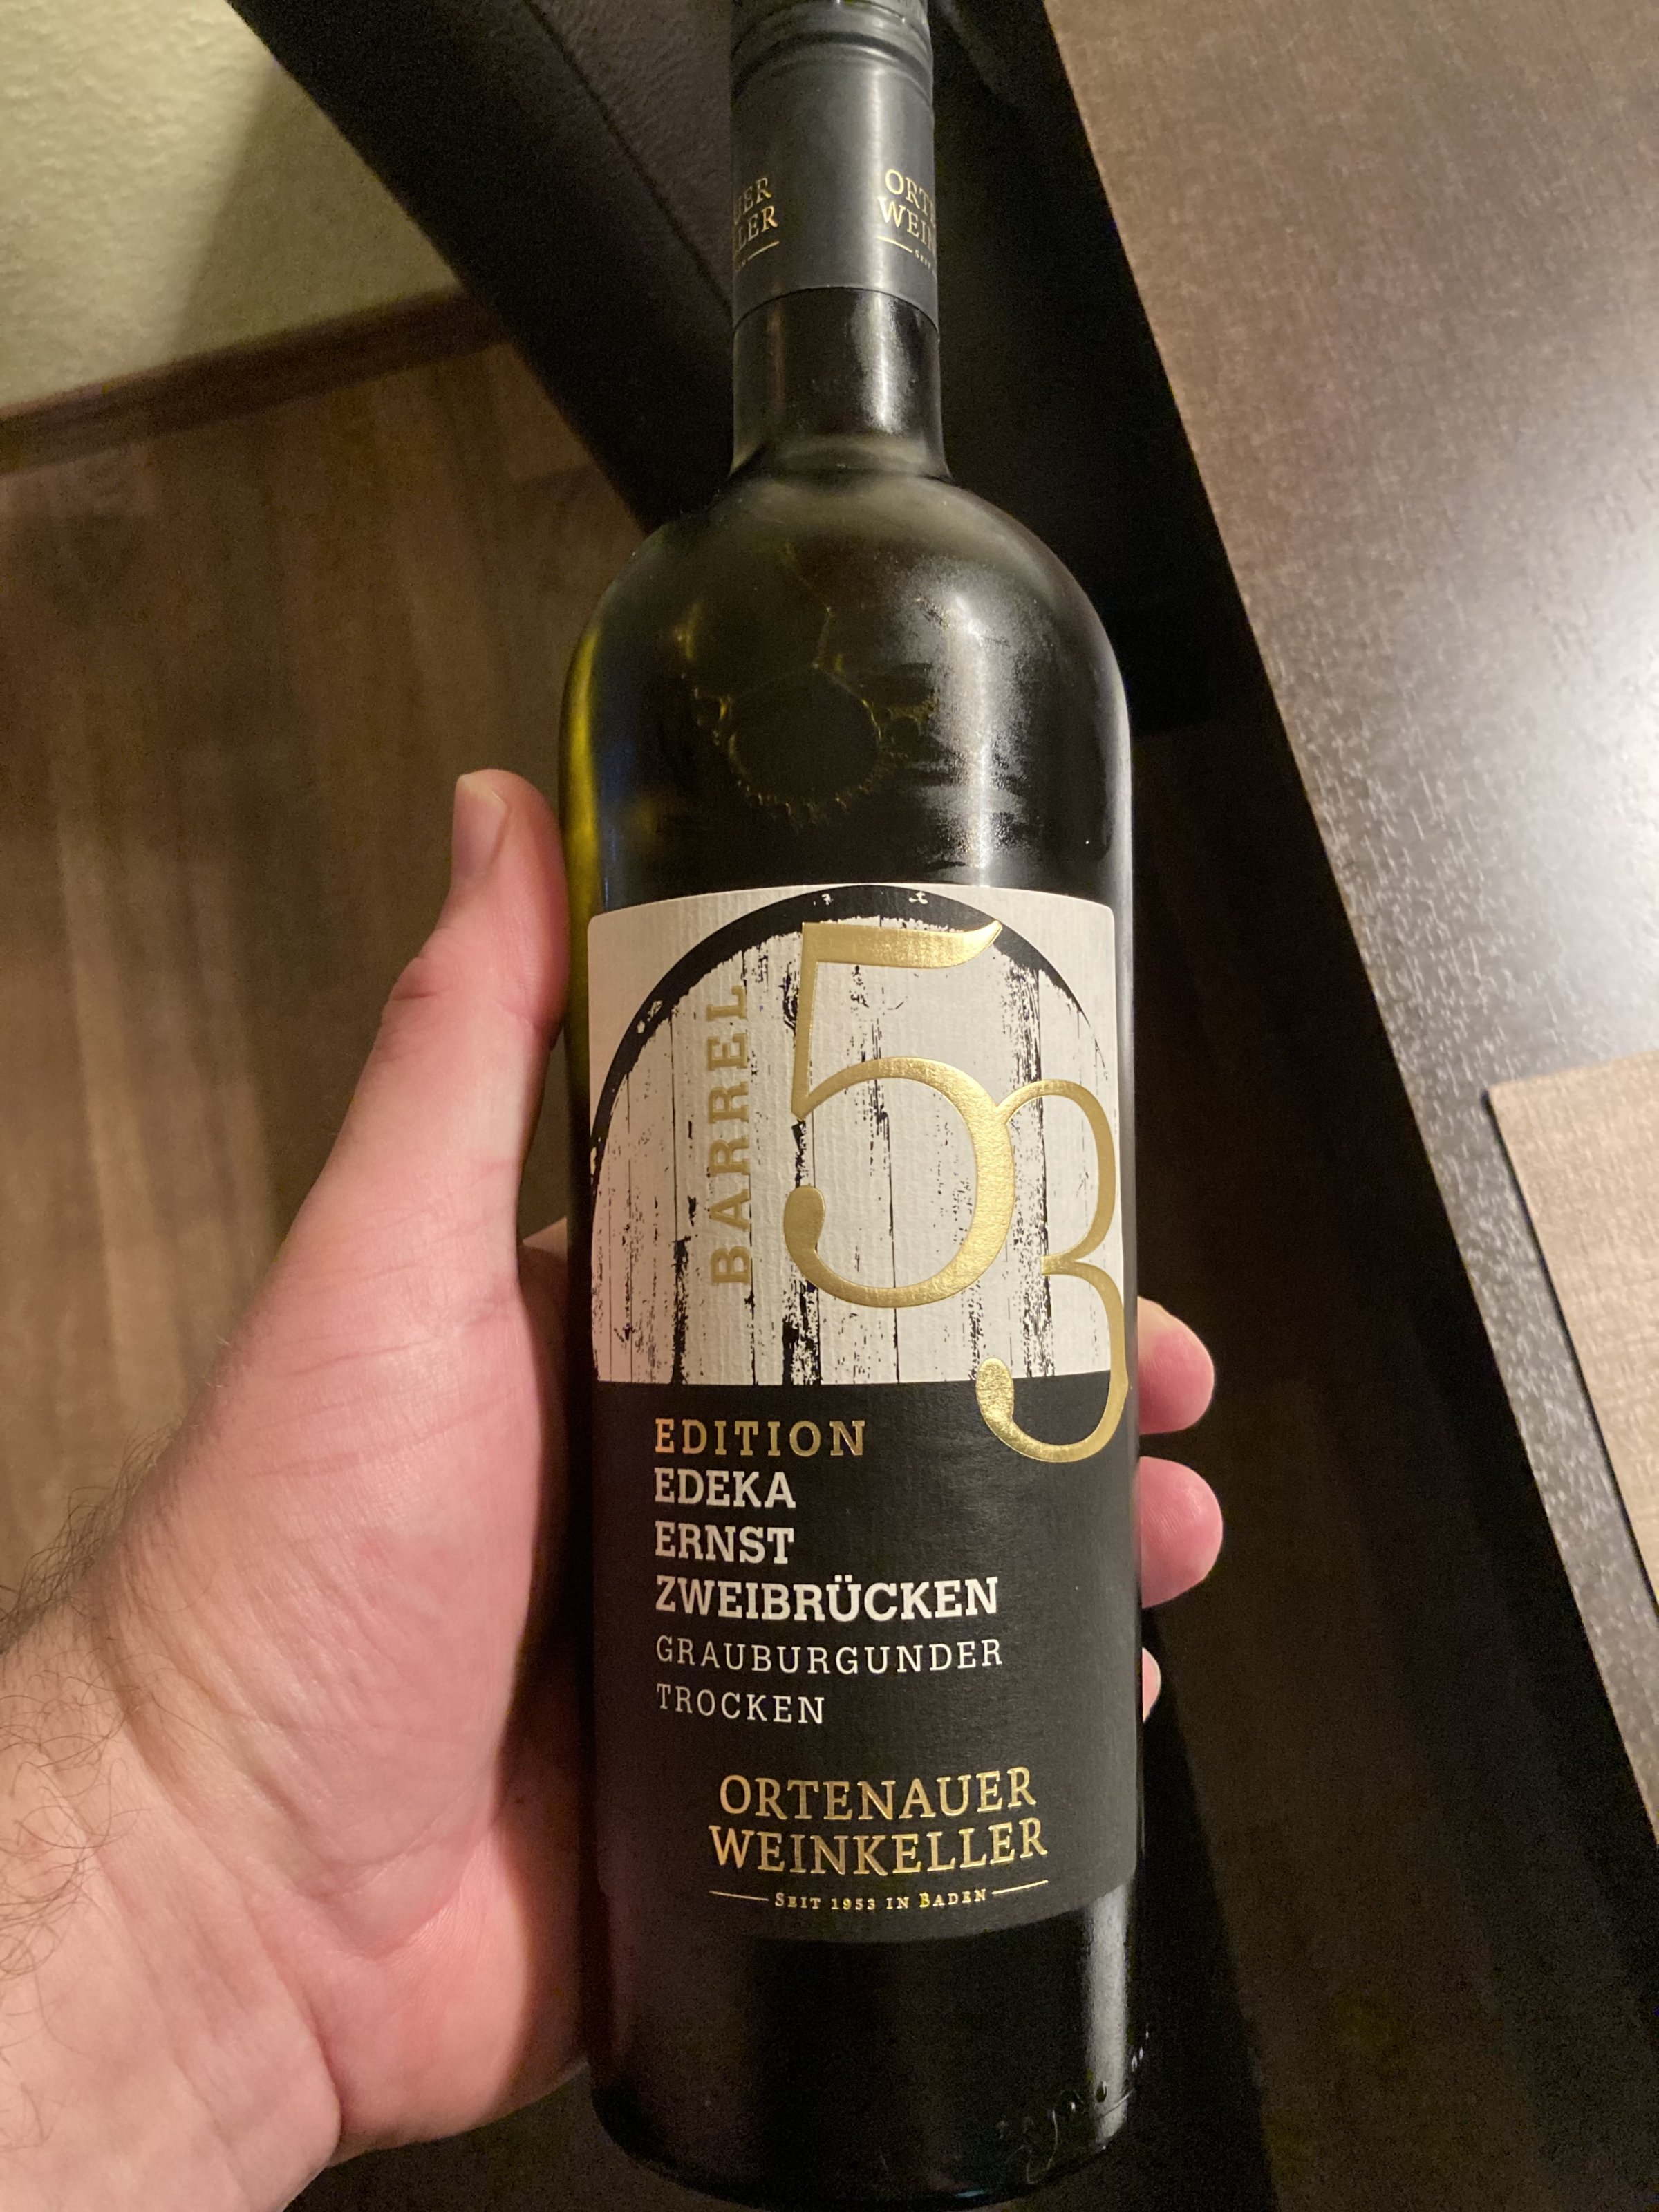 ORTENAUER
WEINKELLER
BARREL
53
EDITION
EDEKA
ERNST
ZWEIBRÜCKEN
GRAUBURGUNDER
TROCKEN
ORTENAUER
WEINKELLER
SEIT 1953 IN BADEN